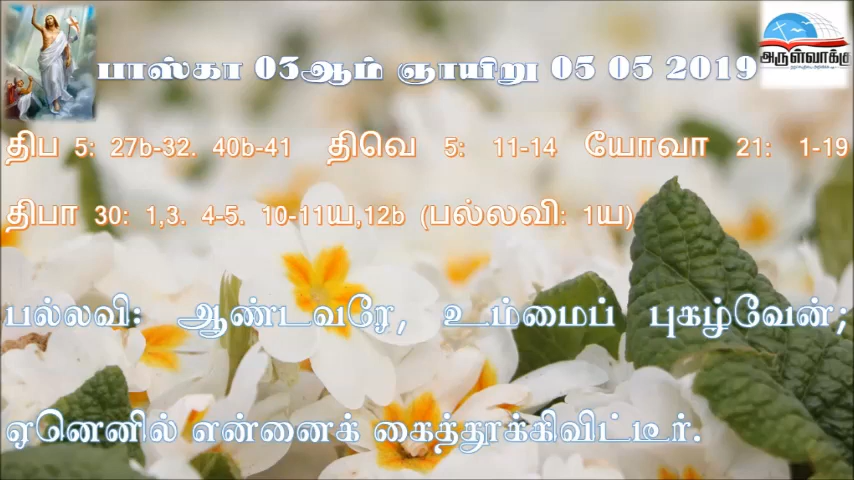 பாஸ்கா 03ஆம் ஞாயிறு 05 05 2019
அருள்வாக்கு
திப 5: 27b-32. 40b-41 திவெ 5: 11-14 யோவா 21: 1-19
திபா 30: 1,3. 4-5. 10-11ய,12b (பல்லவி: 1ய)
பல்லவி: ஆண்டவரே, உம்மைப் புகழ்வேன்;
ஏனெனில் என்னைக் கைத்தூக்கிவிட்டீர்.